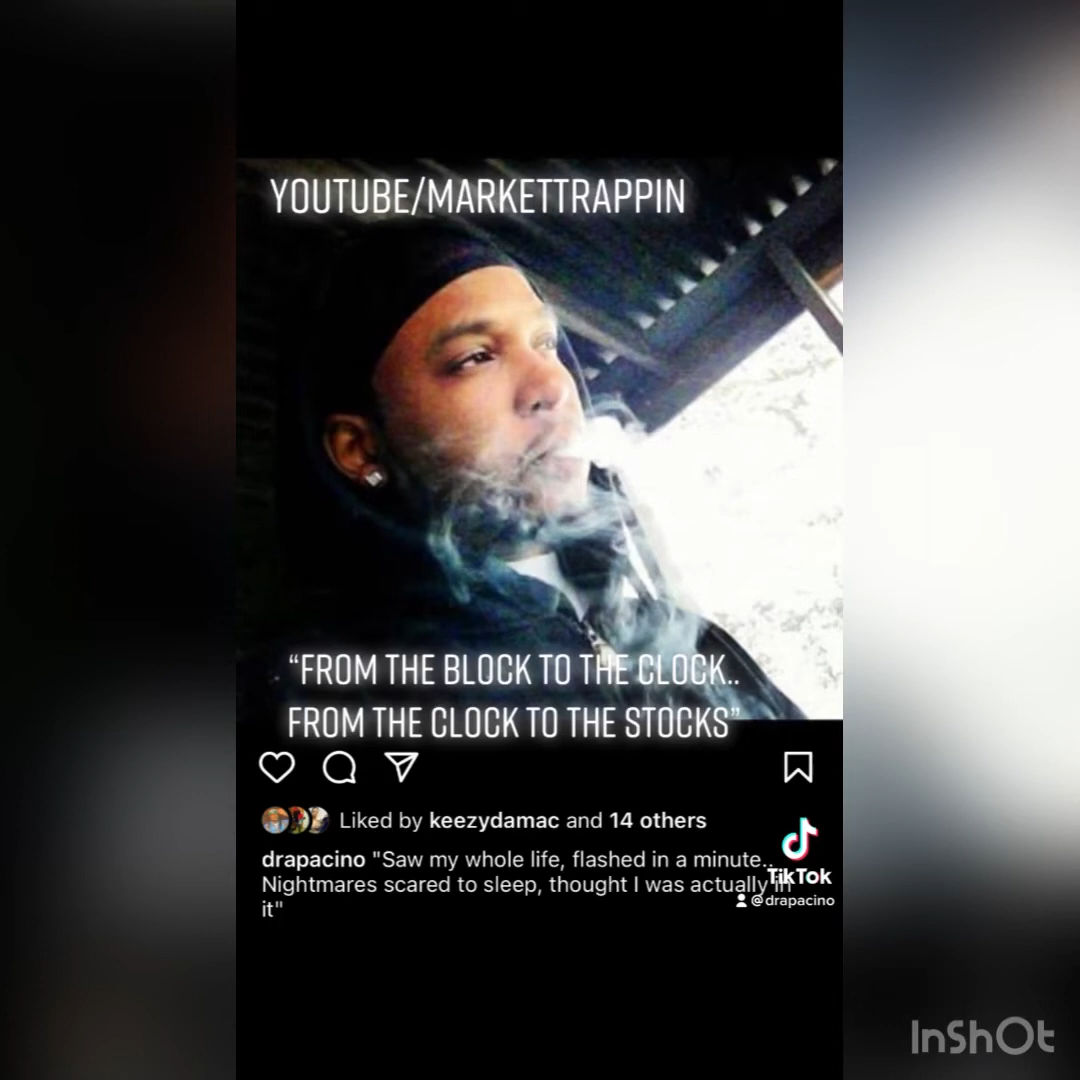 YOUTUBE/MARKETTRAPPIN
“FROM THE BLOCK TO THE CLOCK..
FROM THE CLOCK TO THE STOCKS”
Liked by keezydamac and 14 others
drapacino "Saw my whole life, flashed in a minute..
Nightmares scared to sleep, thought I was actually in
it"
TikTok
@drapacino
InShOt